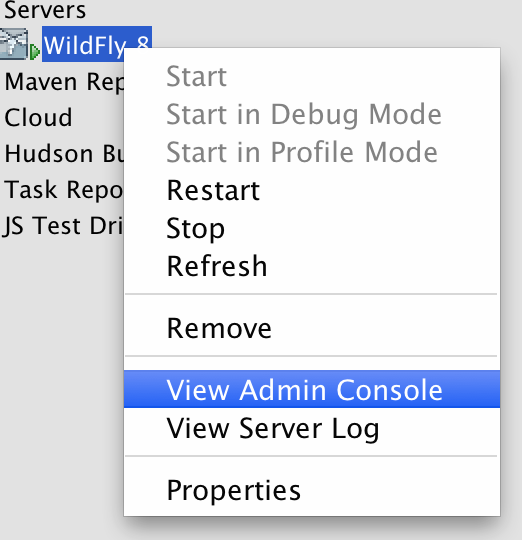 Servers
WildFly 8
Maven Rep
Cloud
Hudson Bu
Task Repo
JS Test Dri
Start
Start in Debug Mode
Start in Profile Mode
Restart
Stop
Refresh
Remove
View Admin Console
View Server Log
Properties